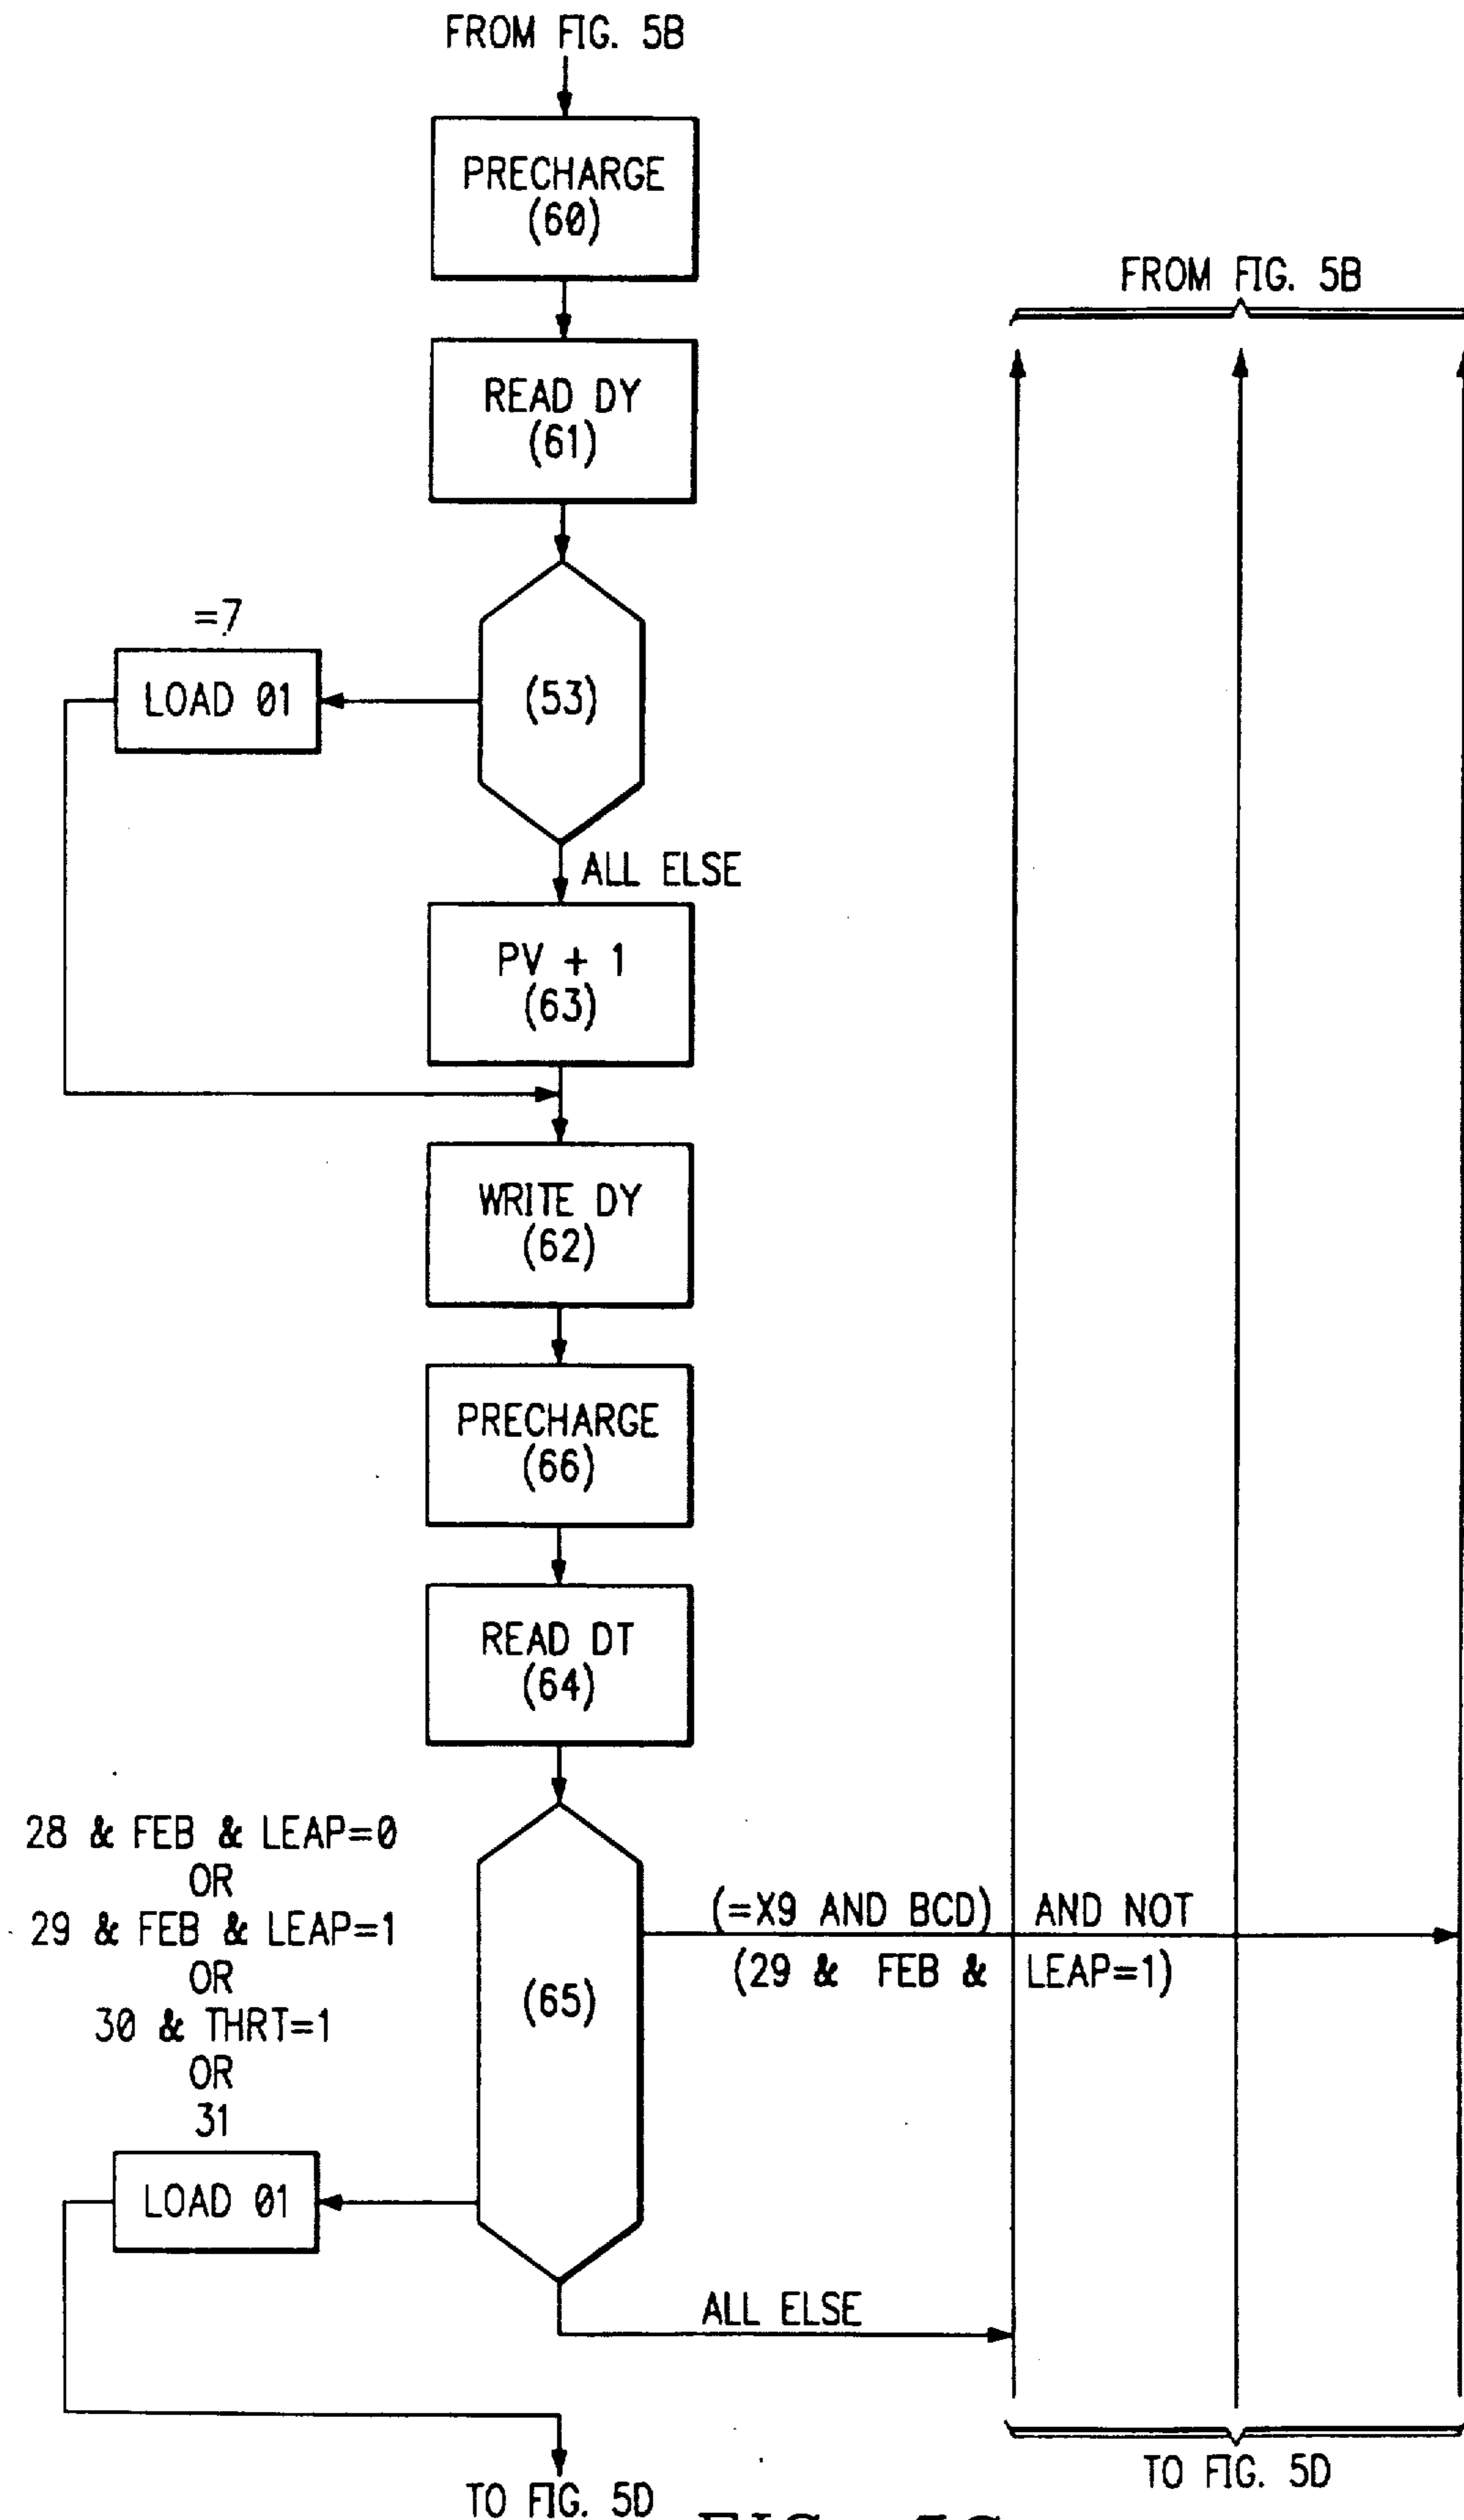 FROM FIG. 5B
PRECHARGE
(60)
FROM FIG. 5B
READ DY
(61)
=7
LOAD 01
(53)
ALL ELSE
PV + 1
(63)
WRITE DY
(62)
PRECHARGE
(66)
READ DT
(64)
28 & FEB & LEAP=0
OR
29 & FEB & LEAP=1
OR
30 & THRT=1
OR
31
LOAD 01
(65)
(=X9 AND BCD) AND NOT
(29 & FEB & LEAP=1)
ALL ELSE
TO FIG. 5D
TO FIG. 5D